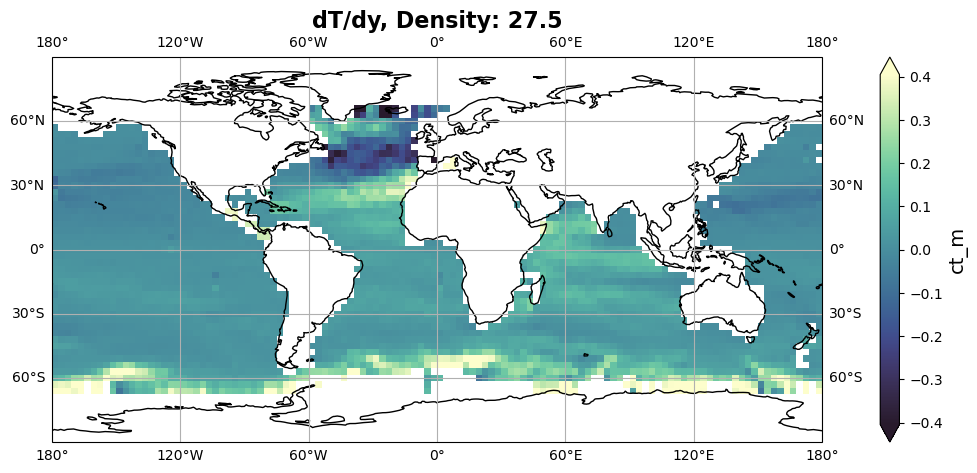 dT/dy, Density: 27.5
180° 120°W 60°W 0° 60°E 120°E 180°
60°N 60°N
30°N 30°N
0° 0°
30°S 30°S
60°S 60°S
180° 120°W 60°W 0° 60°E 120°E 180°
0.4
0.3
0.2
0.1
0.0
−0.1
−0.2
−0.3
−0.4
ct_m